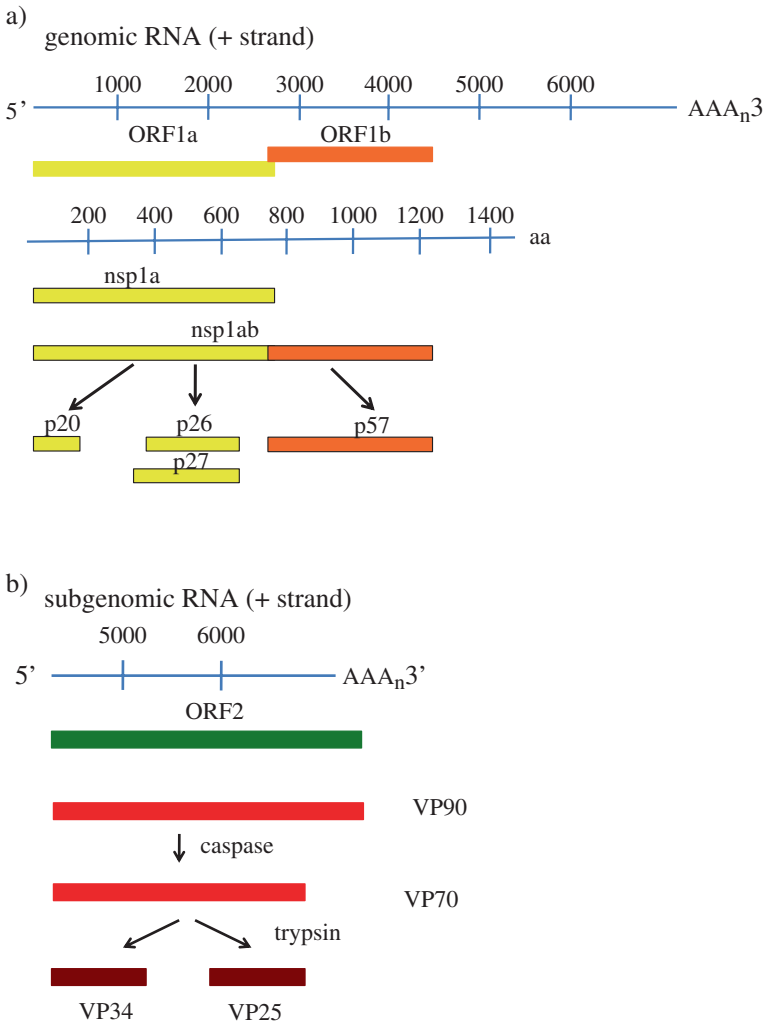 a)
genomic RNA (+ strand)
1000 2000 3000 4000 5000 6000
5’ AAAn3
ORF1a ORF1b
200 400 600 800 1000 1200 1400 aa
nsp1a
nsp1ab
p20 p26 p57
p27
b)
subgenomic RNA (+ strand)
5000 6000
5’ AAAn3’
ORF2
VP90
caspase
VP70
trypsin
VP34 VP25